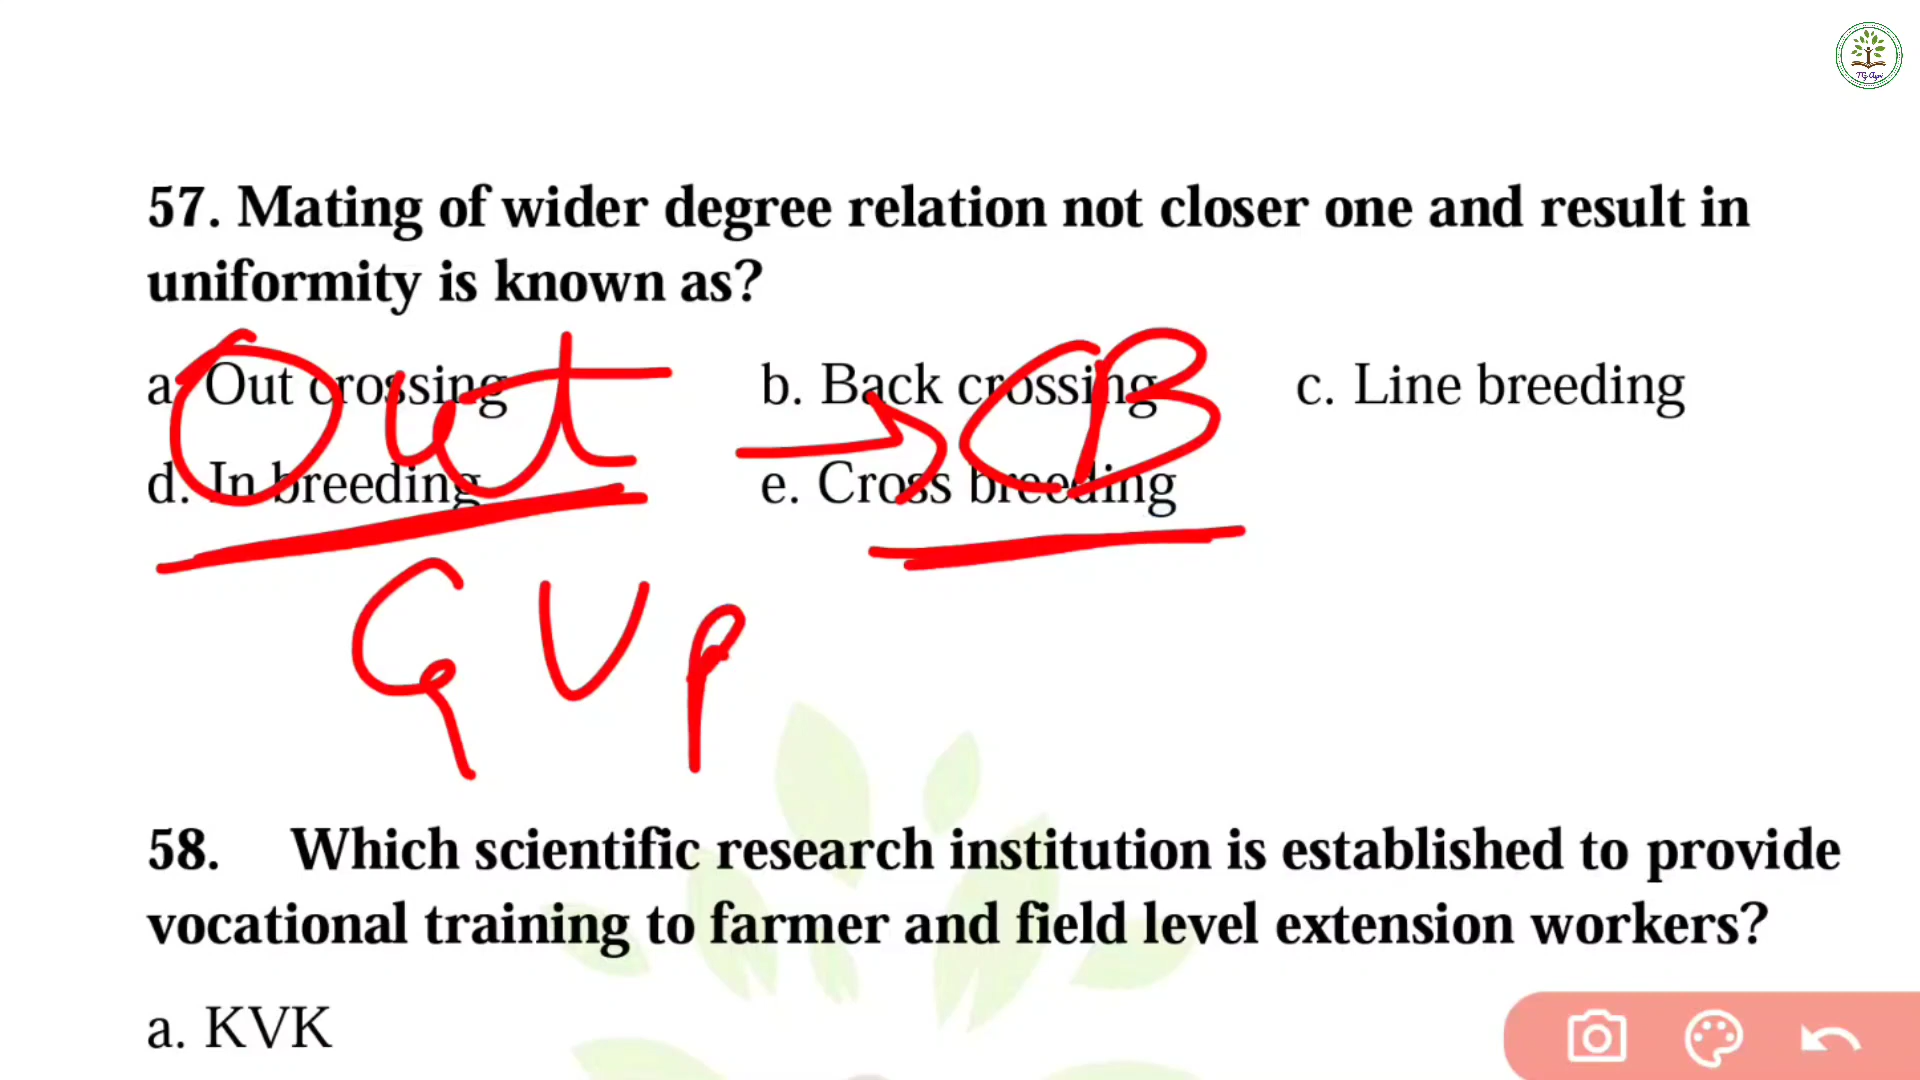 TG Agri
57. Mating of wider degree relation not closer one and result in
uniformity is known as?
a. Out crossing b. Back crossing c. Line breeding
Out → CB
d. In breeding e. Cross breeding
G V P
58. Which scientific research institution is established to provide
vocational training to farmer and field level extension workers?
a. KVK